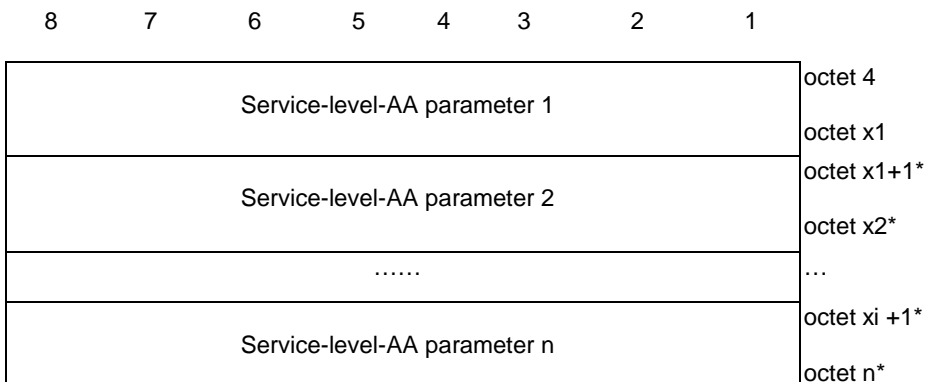 8 7 6 5 4 3 2 1
octet 4
Service-level-AA parameter 1
octet x1
octet x1+1*
Service-level-AA parameter 2
octet x2*
…… …
octet xi +1*
Service-level-AA parameter n
octet n*